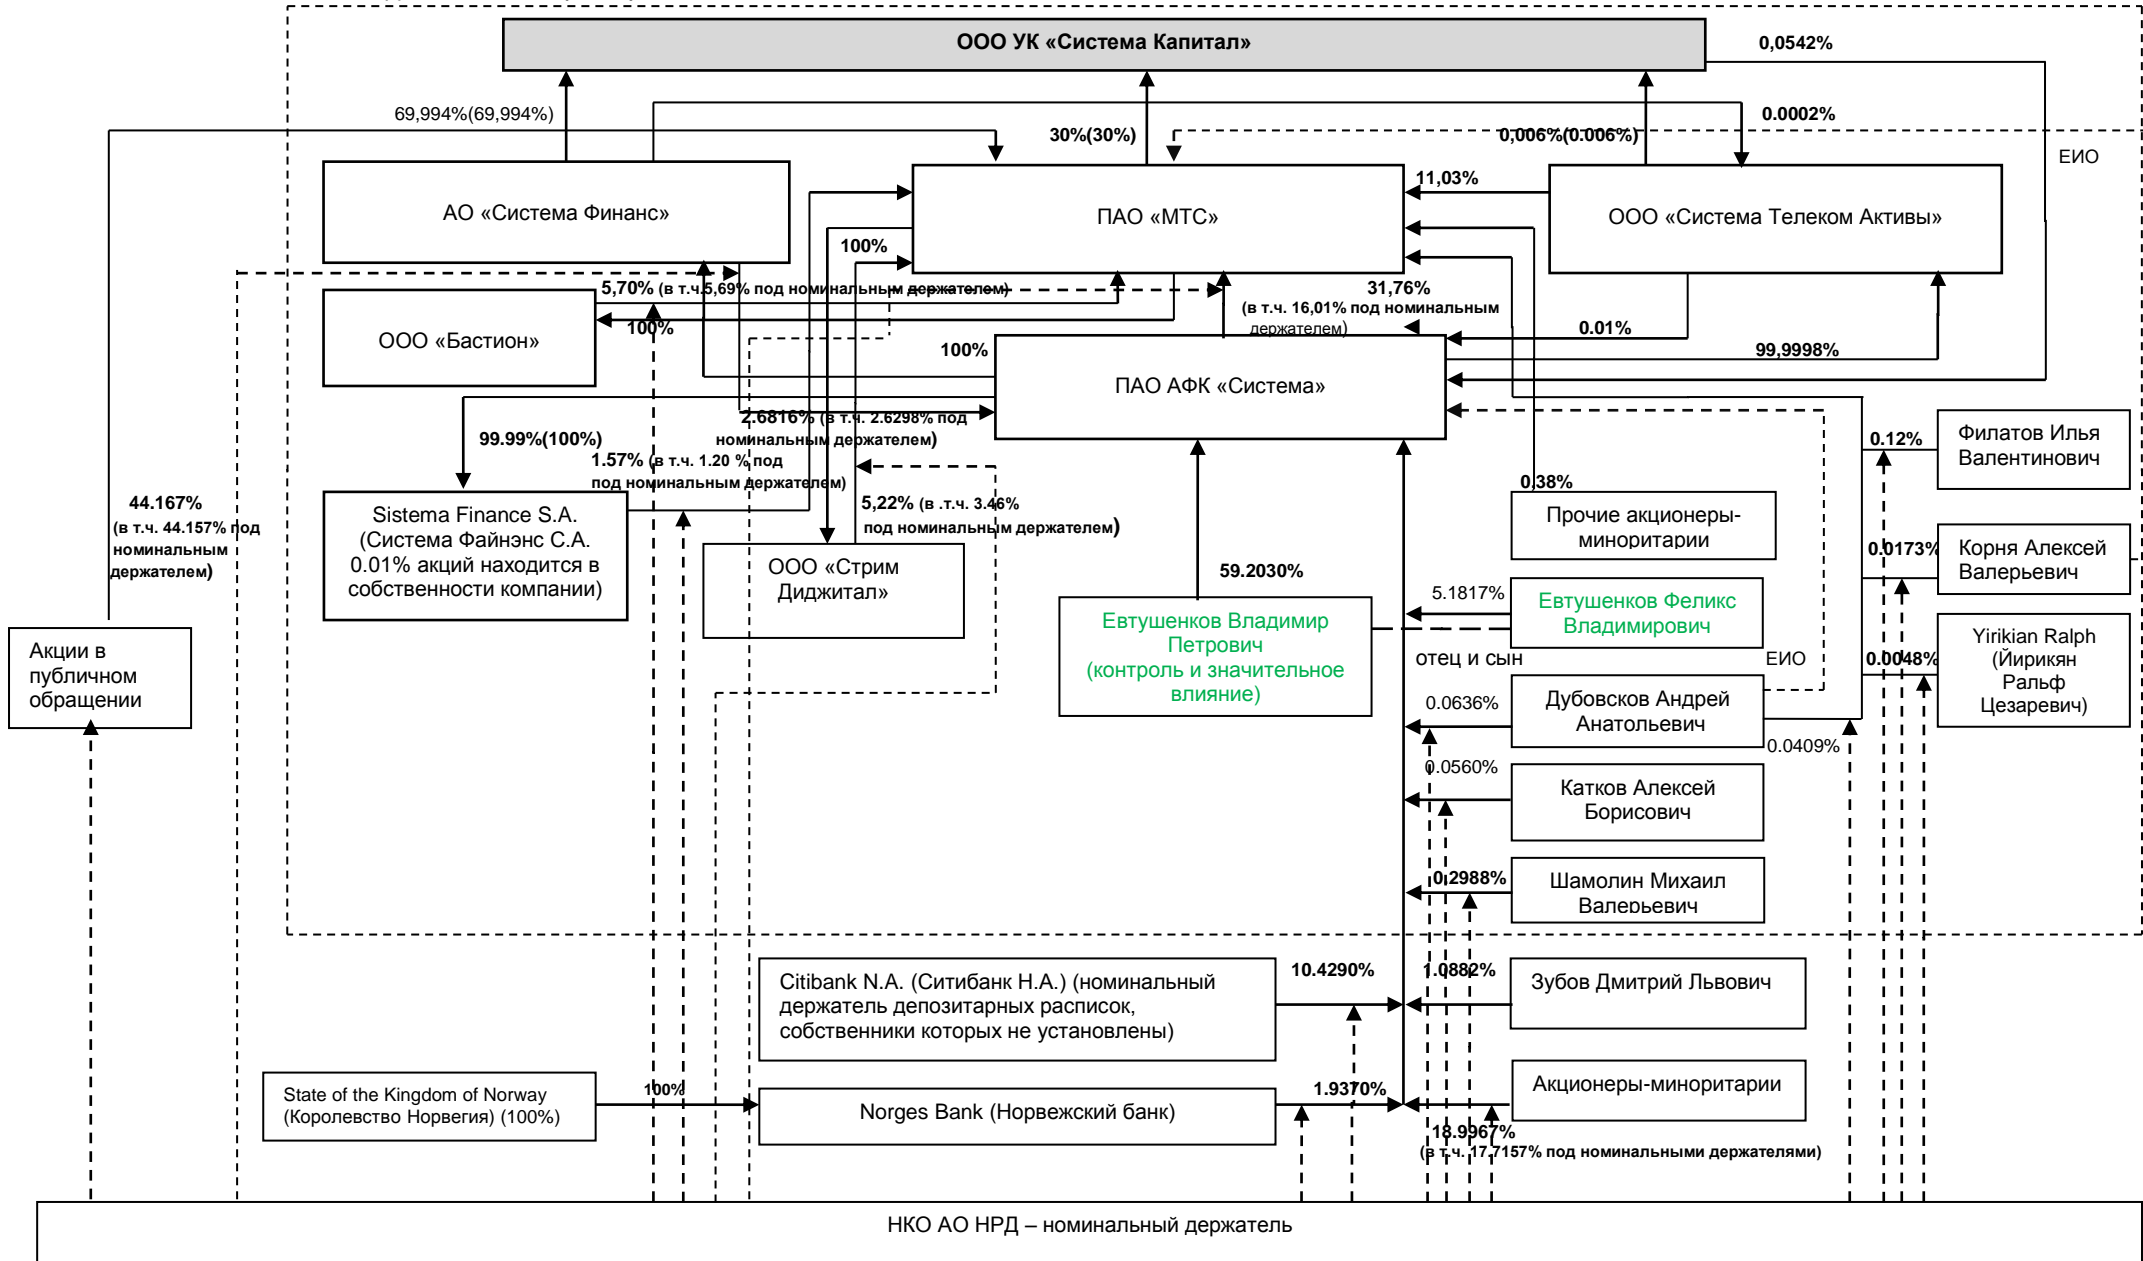 ООО УК «Система Капитал»
0,0542%
69,994%(69,994%)
30%(30%)
0,006%(0.006%)
0.0002%
ЕИО
АО «Система Финанс»
ПАО «МТС»
11,03%
ООО «Система Телеком Активы»
100%
5,70% (в т.ч.5,69% под номинальным держателем)
31,76%
(в т.ч. 16,01% под номинальным
держателем)
ООО «Бастион»
100%
0.01%
100%
99,9998%
ПАО АФК «Система»
2.6816% (в т.ч. 2.6298% под
номинальным держателем)
99.99%(100%)
1.57% (в т.ч. 1.20 % под
под номинальным держателем)
0.12%
Филатов Илья
Валентинович
44.167%
(в т.ч. 44.157% под
номинальным
держателем)
Sistema Finance S.A.
(Система Файнэнс С.А.
0.01% акций находится в
собственности компании)
5,22% (в .т.ч. 3.46%
под номинальным держателем)
0,38%
Прочие акционеры-
миноритарии
0.0173%
Корня Алексей
Валерьевич
ООО «Стрим
Диджитал»
59.2030%
5.1817%
Евтушенков Феликс
Владимирович
Евтушенков Владимир
Петрович
(контроль и значительное
влияние)
отец и сын
ЕИО
0.0048%
Yirikian Ralph
(Йирикян
Ральф
Цезаревич)
Акции в
публичном
обращении
0.0636%
Дубовсков Андрей
Анатольевич
0.0409%
0.0560%
Катков Алексей
Борисович
0.2988%
Шамолин Михаил
Валерьевич
Citibank N.A. (Ситибанк Н.А.) (номинальный
держатель депозитарных расписок,
собственники которых не установлены)
10.4290%
1.0882%
Зубов Дмитрий Львович
State of the Kingdom of Norway
(Королевство Норвегия) (100%)
100%
Norges Bank (Норвежский банк)
1.9370%
Акционеры-миноритарии
18.9967%
(в т.ч. 17.7157% под номинальными держателями)
НКО АО НРД – номинальный держатель